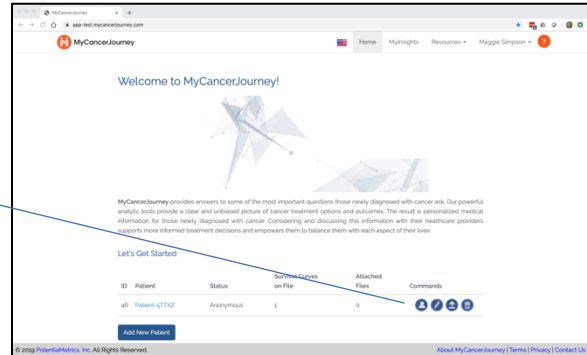 MyCancerJourney
app-test.mycancerjourney.com
MyCancerJourney
Home MyInsights Resources Maggie Simpson ?
Welcome to MyCancerJourney!
MyCancerJourney provides answers to some of the most important questions those newly diagnosed with cancer ask. Our powerful
analytic tools provide a clear and unbiased picture of cancer treatment options and outcomes. The result is personalized medical
information for those newly diagnosed with cancer. Considering and discussing this information with their healthcare providers
supports more informed treatment decisions and empowers them to balance them with each aspect of their lives.
Let's Get Started
ID Patient Status Survival Curves on File Attached Files Commands
46 Patient-5TTXZ Anonymous 1 0
Add New Patient
© 2019 PotentiaMetrics, Inc. All Rights Reserved. About MyCancerJourney | Terms | Privacy | Contact Us